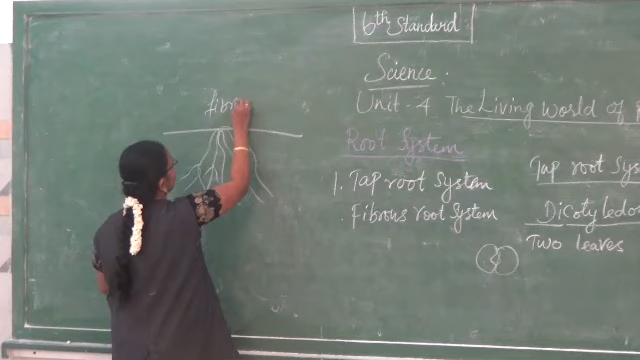 6th Standard
Science :
Unit - 4 The Living World of
Root System
1. Tap root System
. Fibrous root System
fibro
Tap root Sys
Dicotyledo
Two leaves